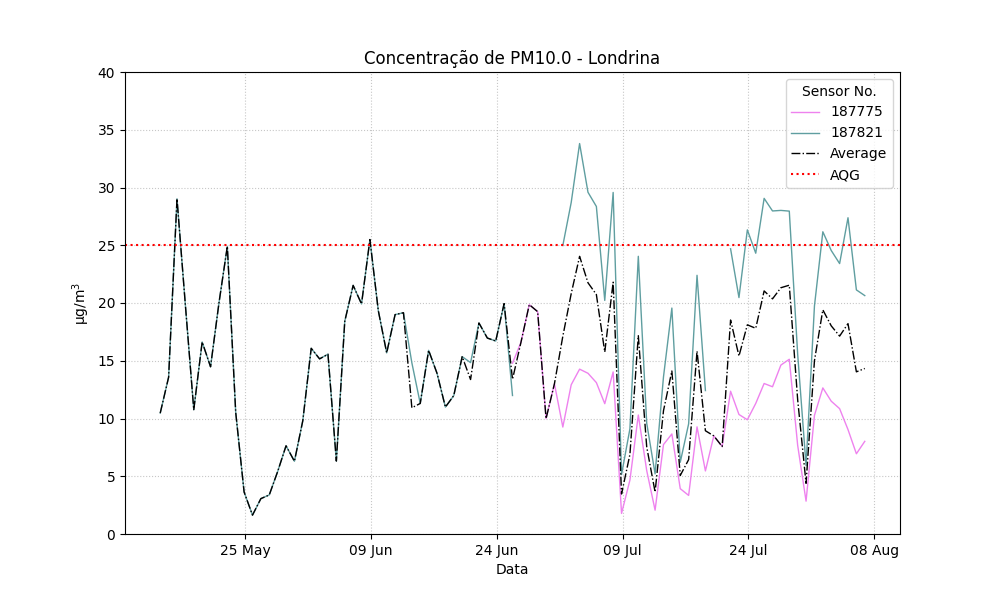 Concentração de PM10.0 - Londrina
40
35
30
25
20
15
10
5
0
µg/m³
Sensor No.
187775
187821
Average
AQG
25 May
09 Jun
24 Jun
09 Jul
24 Jul
08 Aug
Data